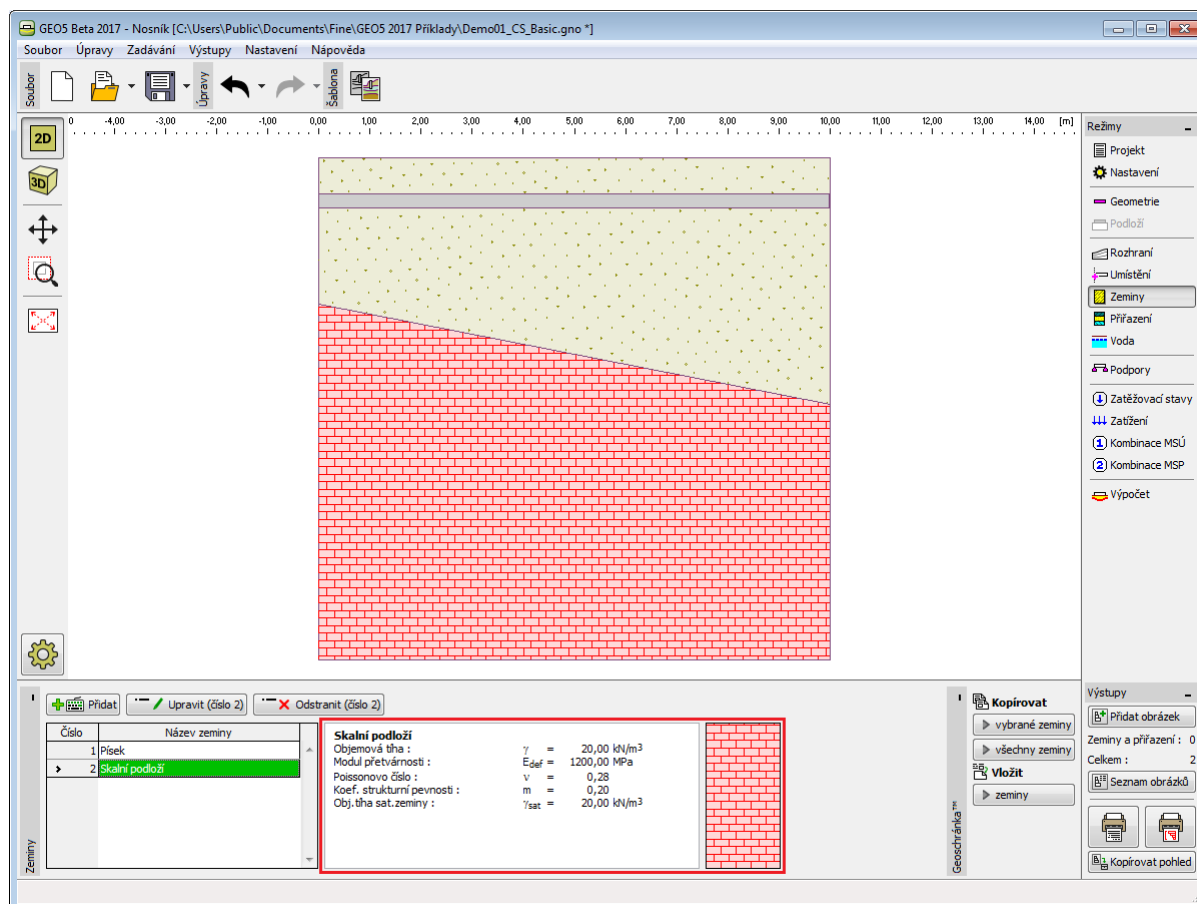 GEO5 Beta 2017 - Nosník [C:\Users\Public\Documents\Fine\GEO5 2017 Příklady\Demo01_CS_Basic.gno *]
Soubor Úpravy Zadávání Výstupy Nastavení Nápověda
Soubor
Úpravy
Šablona
2D
3D
0 -4,00 -3,00 -2,00 -1,00 0,00 1,00 2,00 3,00 4,00 5,00 6,00 7,00 8,00 9,00 10,00 11,00 12,00 13,00 14,00 [m]
Režimy
Projekt
Nastavení
Geometrie
Podloží
Rozhraní
Umístění
Zeminy
Přiřazení
Voda
Podpory
Zatěžovací stavy
Zatížení
1 Kombinace MSÚ
2 Kombinace MSP
Výpočet
Zeminy
Přidat
Upravit (číslo 2)
Odstranit (číslo 2)
Číslo Název zeminy
1 Písek
> 2 Skalní podloží
Skalní podloží
Objemová tíha : γ = 20,00 kN/m3
Modul přetvárnosti : Edef = 1200,00 MPa
Poissonovo číslo : ν = 0,28
Koef. strukturní pevnosti : m = 0,20
Obj.tíha sat.zeminy : γsat = 20,00 kN/m3
Geoschránka™
Kopírovat
vybrané zeminy
všechny zeminy
Vložit
zeminy
Výstupy
Přidat obrázek
Zeminy a přiřazení : 0
Celkem : 2
Seznam obrázků
Kopírovat pohled